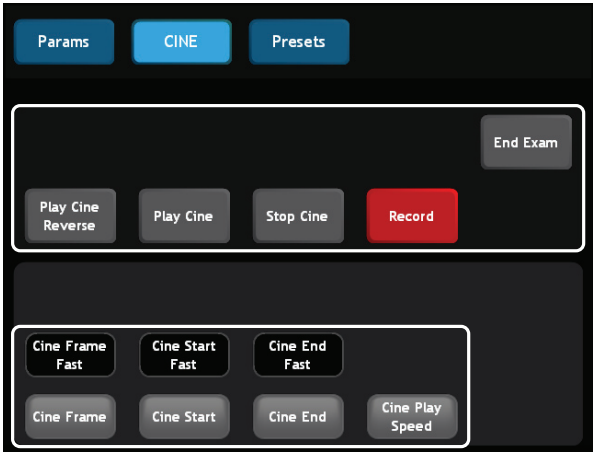 Params
CINE
Presets
End Exam
Play Cine
Reverse
Play Cine
Stop Cine
Record
Cine Frame
Fast
Cine Start
Fast
Cine End
Fast
Cine Frame
Cine Start
Cine End
Cine Play
Speed